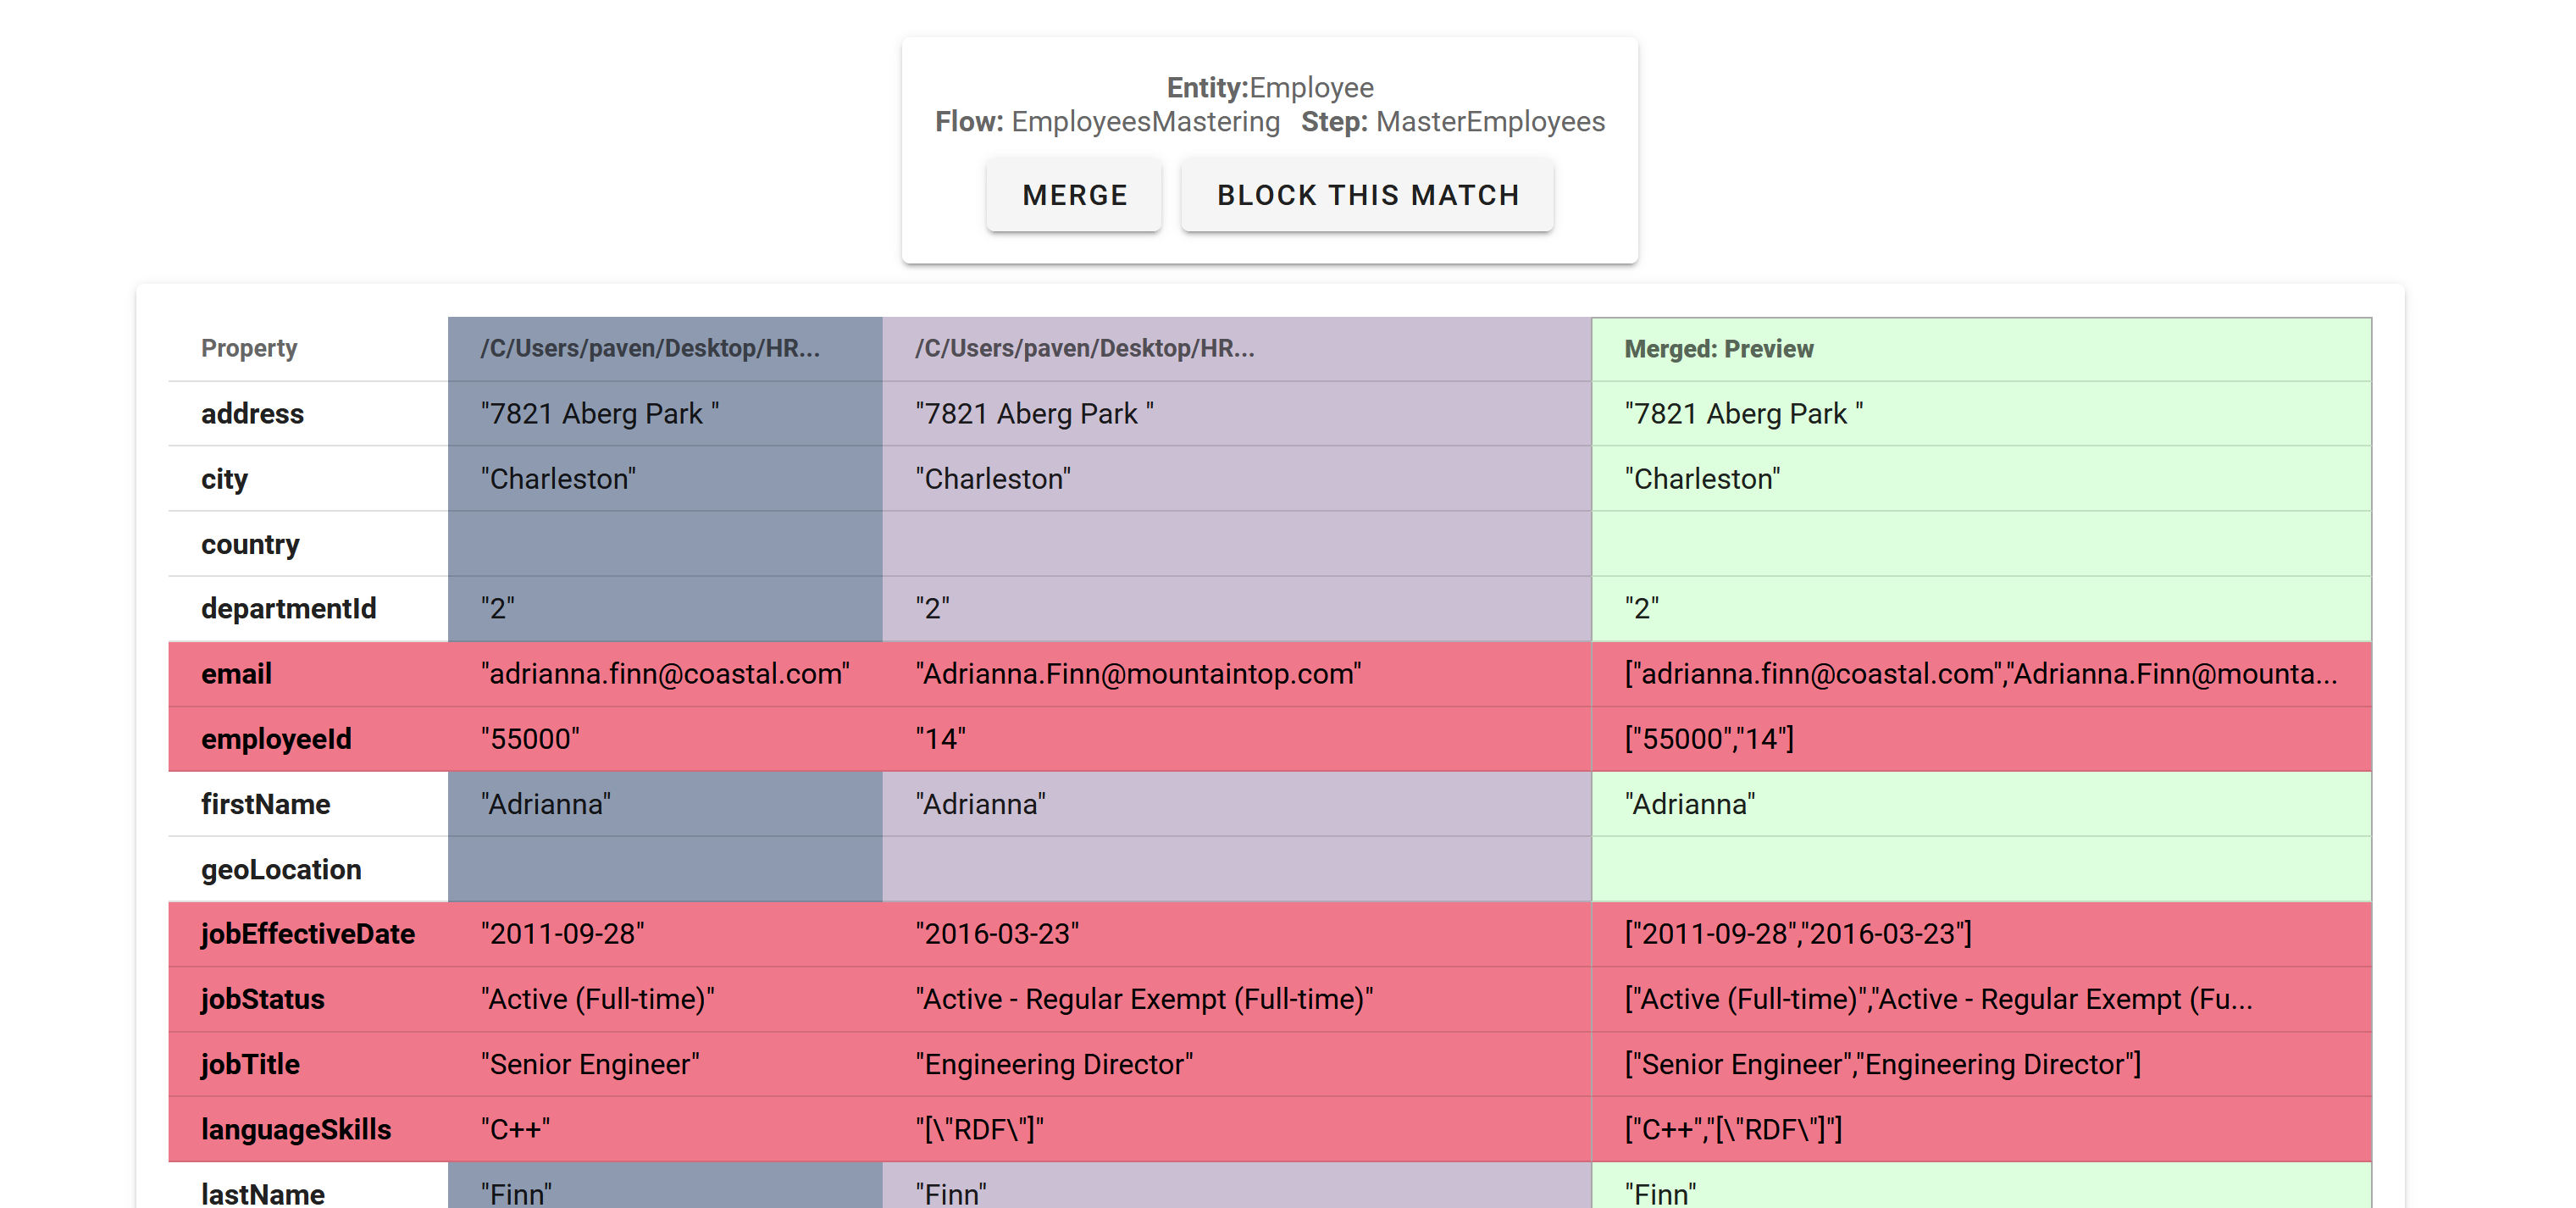 Entity:Employee
Flow: EmployeesMastering Step: MasterEmployees
MERGE BLOCK THIS MATCH
Property /C/Users/paven/Desktop/HR... /C/Users/paven/Desktop/HR... Merged: Preview
address "7821 Aberg Park " "7821 Aberg Park " "7821 Aberg Park "
city "Charleston" "Charleston" "Charleston"
country
departmentId "2" "2" "2"
email "adrianna.finn@coastal.com" "Adrianna.Finn@mountaintop.com" ["adrianna.finn@coastal.com","Adrianna.Finn@mounta...
employeeId "55000" "14" ["55000","14"]
firstName "Adrianna" "Adrianna" "Adrianna"
geoLocation
jobEffectiveDate "2011-09-28" "2016-03-23" ["2011-09-28","2016-03-23"]
jobStatus "Active (Full-time)" "Active - Regular Exempt (Full-time)" ["Active (Full-time)","Active - Regular Exempt (Fu...
jobTitle "Senior Engineer" "Engineering Director" ["Senior Engineer","Engineering Director"]
languageSkills "C++" "[\"RDF\"]" ["C++","[\"RDF\"]"]
lastName "Finn" "Finn" "Finn"